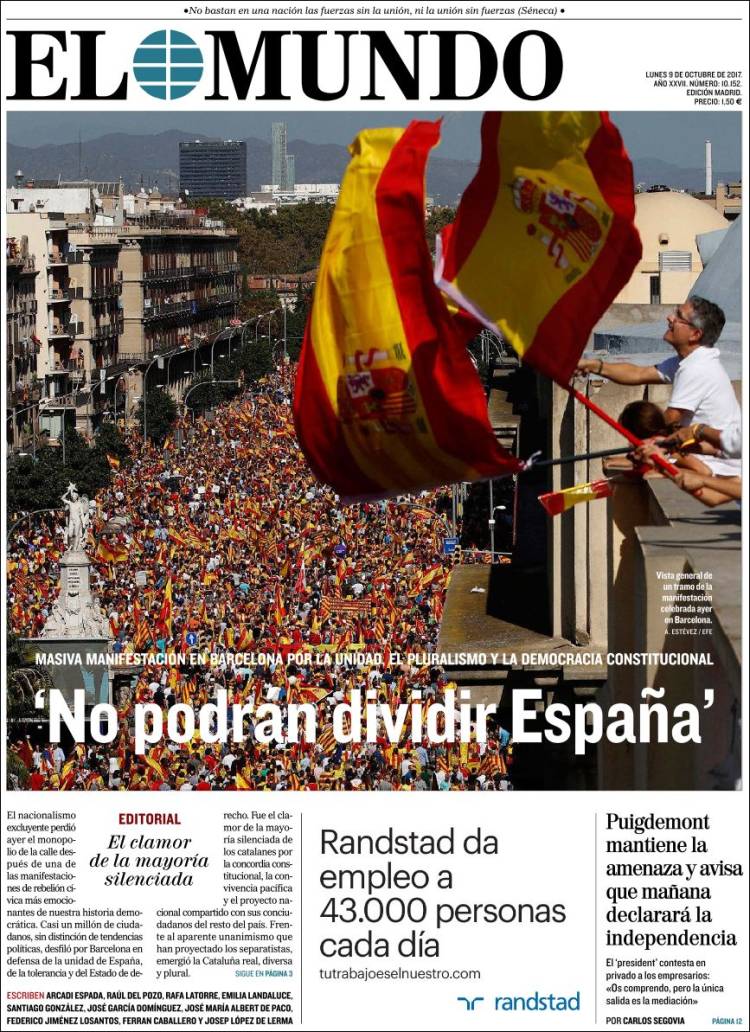 •No bastan en una nación las fuerzas sin la unión, ni la unión sin fuerzas (Séneca) •
EL MUNDO
LUNES 9 DE OCTUBRE DE 2017.
AÑO XXVII. NÚMERO: 10.152.
EDICIÓN MADRID.
PRECIO: 1,50 €
Vista general de
un tramo de la
manifestación
celebrada ayer
en Barcelona.
A. ESTÉVEZ / EFE
MASIVA MANIFESTACIÓN EN BARCELONA POR LA UNIDAD, EL PLURALISMO Y LA DEMOCRACIA CONSTITUCIONAL
‘No podrán dividir España’
EDITORIAL
El clamor
de la mayoría
silenciada
El nacionalismo
excluyente perdió
ayer el monopo-
lio de la calle des-
pués de una de
las manifestacio-
nes de rebelión cí-
vica más emocio-
nantes de nuestra historia demo-
crática. Casi un millón de ciuda-
danos, sin distinción de tendencias
políticas, desfiló por Barcelona en
defensa de la unidad de España,
de la tolerancia y del Estado de de-
recho. Fue el cla-
mor de la mayo-
ría silenciada de
los catalanes por
la concordia cons-
titucional, la con-
vivencia pacífica
y el proyecto na-
cional compartido con sus conciu-
dadanos del resto del país. Fren-
te al aparente unanimismo que
han proyectado los separatistas,
emergió la Cataluña real, diversa
y plural.
SIGUE EN PÁGINA 3
ESCRIBEN ARCADI ESPADA, RAÚL DEL POZO, RAFA LATORRE, EMILIA LANDALUCE,
SANTIAGO GONZÁLEZ, JOSÉ GARCÍA DOMÍNGUEZ, JOSÉ MARÍA ALBERT DE PACO,
FEDERICO JIMÉNEZ LOSANTOS, FERRAN CABALLERO Y JOSEP LÓPEZ DE LERMA
Randstad da
empleo a
43.000 personas
cada día
tutrabajoeselnuestro.com
randstad
Puigdemont
mantiene la
amenaza y avisa
que mañana
declarará la
independencia
El ‘president’ contesta en
privado a los empresarios:
«Os comprendo, pero la única
salida es la mediación»
POR CARLOS SEGOVIA
PÁGINA 12